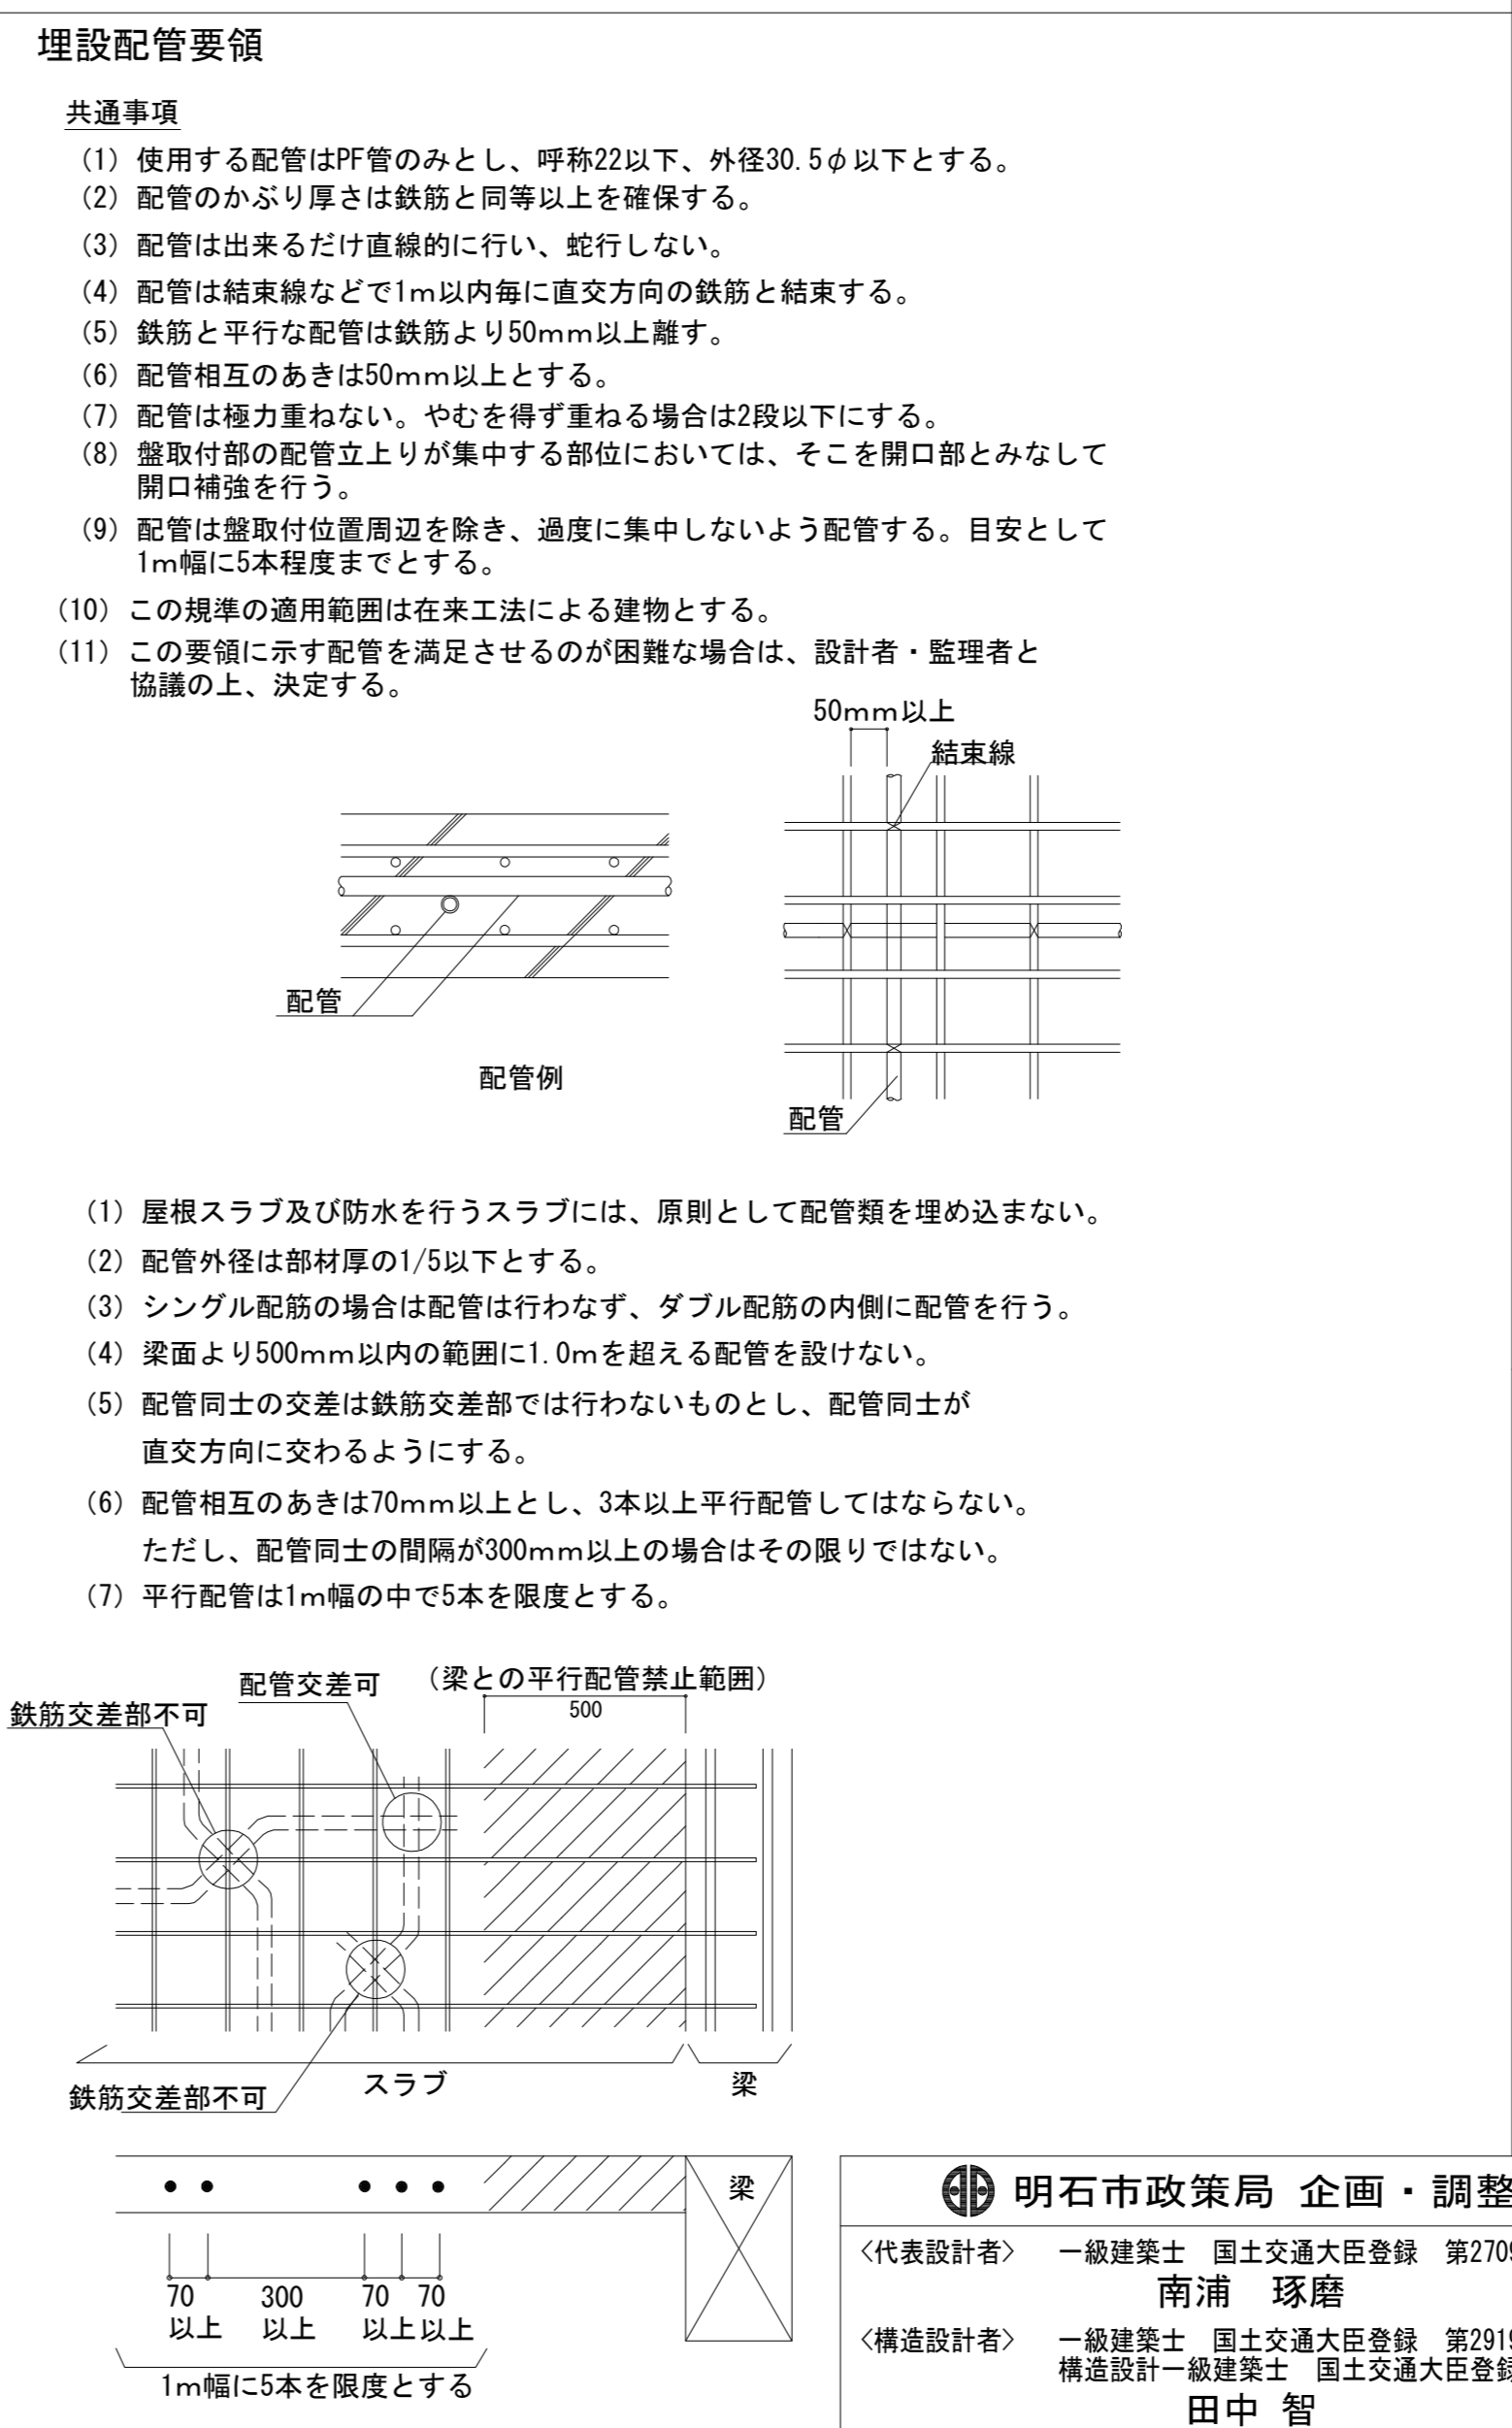 埋設配管要領
共通事項
（1）使用する配管はPF管のみとし、呼称22以下、外径30.5φ以下とする。
（2）配管のかぶり厚さは鉄筋と同等以上を確保する。
（3）配管は出来るだけ直線的に行い、蛇行しない。
（4）配管は結束線などで1ｍ以内毎に直交方向の鉄筋と結束する。
（5）鉄筋と平行な配管は鉄筋より50ｍｍ以上離す。
（6）配管相互のあきは50ｍｍ以上とする。
（7）配管は極力重ねない。やむを得ず重ねる場合は2段以下にする。
（8）盤取付部の配管立上りが集中する部位においては、そこを開口部とみなして
開口補強を行う。
（9）配管は盤取付位置周辺を除き、過度に集中しないよう配管する。目安として
1ｍ幅に5本程度までとする。
（10）この規準の適用範囲は在来工法による建物とする。
（11）この要領に示す配管を満足させるのが困難な場合は、設計者・監理者と
協議の上、決定する。
50ｍｍ以上
結束線
配管
配管例
配管
（1）屋根スラブ及び防水を行うスラブには、原則として配管類を埋め込まない。
（2）配管外径は部材厚の1/5以下とする。
（3）シングル配筋の場合は配管は行わなず、ダブル配筋の内側に配管を行う。
（4）梁面より500ｍｍ以内の範囲に1.0ｍを超える配管を設けない。
（5）配管同士の交差は鉄筋交差部では行わないものとし、配管同士が
直交方向に交わるようにする。
（6）配管相互のあきは70ｍｍ以上とし、3本以上平行配管してはならない。
ただし、配管同士の間隔が300ｍｍ以上の場合はその限りではない。
（7）平行配管は1ｍ幅の中で5本を限度とする。
配管交差可
（梁との平行配管禁止範囲）
鉄筋交差部不可
500
スラブ
梁
鉄筋交差部不可
梁
70
300
70
70
以上
以上
以上
以上
1ｍ幅に5本を限度とする
明石市政策局 企画・調整
〈代表設計者〉 一級建築士 国土交通大臣登録 第2709
南浦 琢磨
〈構造設計者〉 一級建築士 国土交通大臣登録 第2919
構造設計一級建築士 国土交通大臣登録
田中 智